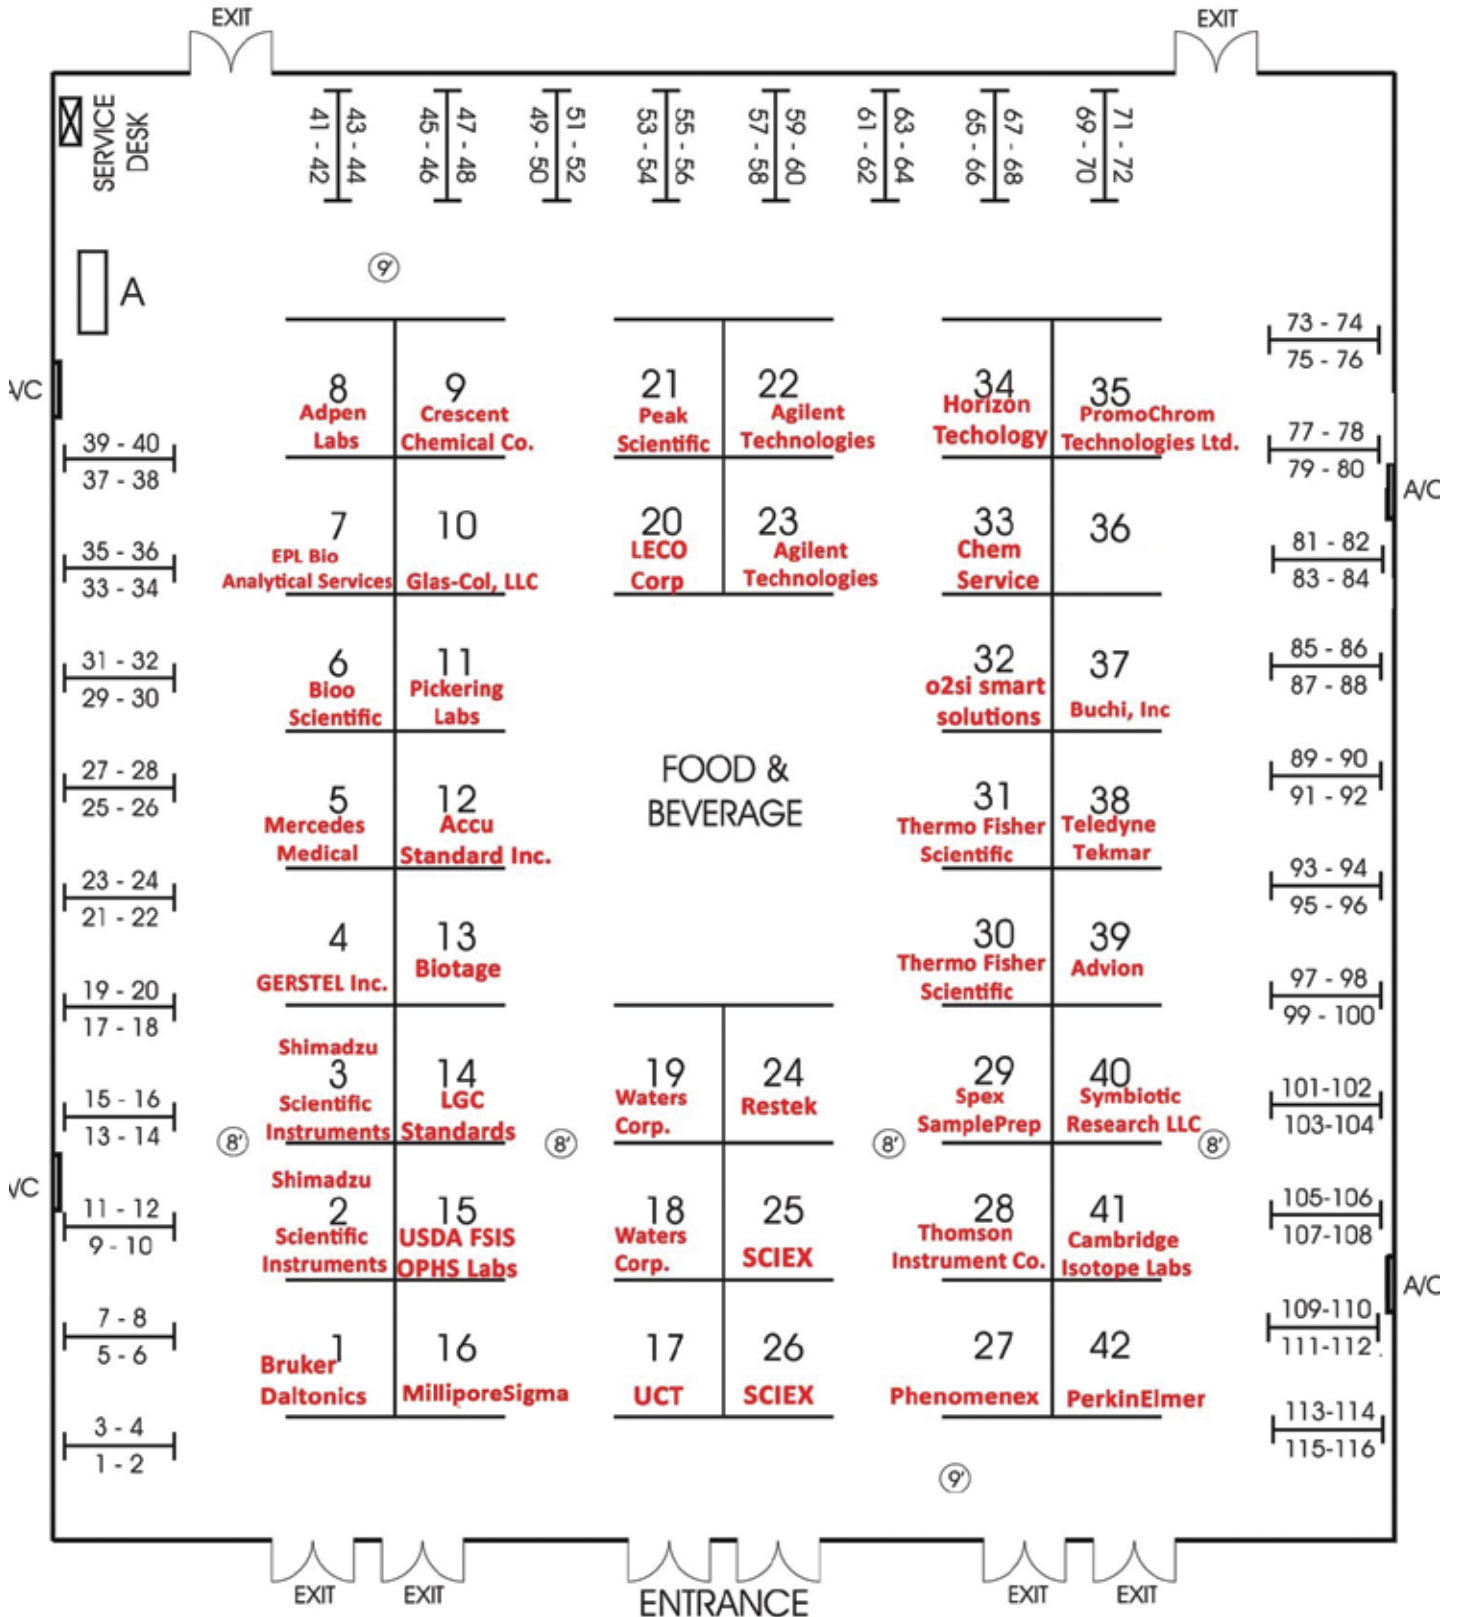 EXIT
EXIT
SERVICE
DESK
41 - 42
43 - 44
45 - 46
47 - 48
49 - 50
51 - 52
53 - 54
55 - 56
57 - 58
59 - 60
61 - 62
63 - 64
65 - 66
67 - 68
69 - 70
71 - 72
9'
A
A/C
39 - 40
37 - 38
35 - 36
33 - 34
31 - 32
29 - 30
27 - 28
25 - 26
23 - 24
21 - 22
19 - 20
17 - 18
15 - 16
13 - 14
A/C
11 - 12
9 - 10
7 - 8
5 - 6
3 - 4
1 - 2
8
Adpen
Labs
9
Crescent
Chemical Co.
7
EPL Bio
Analytical Services
10
Glas-Col, LLC
6
Bioo
Scientific
11
Pickering
Labs
5
Mercedes
Medical
12
Accu
Standard Inc.
4
GERSTEL Inc.
13
Biotage
Shimadzu
3
Scientific
Instruments
14
LGC
Standards
8'
8'
Shimadzu
2
Scientific
Instruments
15
USDA FSIS
OPHS Labs
1
Bruker
Daltonics
16
MilliporeSigma
21
Peak
Scientific
22
Agilent
Technologies
20
LECO
Corp
23
Agilent
Technologies
FOOD &
BEVERAGE
19
Waters
Corp.
24
Restek
18
Waters
Corp.
25
SCIEX
17
UCT
26
SCIEX
34
Horizon
Techology
35
PromoChrom
Technologies Ltd.
33
Chem
Service
36
32
o2si smart
solutions
37
Buchi, Inc
31
Thermo Fisher
Scientific
38
Teledyne
Tekmar
30
Thermo Fisher
Scientific
39
Advion
29
Spex
SamplePrep
40
Symbiotic
Research LLC
8'
8'
28
Thomson
Instrument Co.
41
Cambridge
Isotope Labs
27
Phenomenex
42
PerkinElmer
9'
73 - 74
75 - 76
77 - 78
79 - 80
A/C
81 - 82
83 - 84
85 - 86
87 - 88
89 - 90
91 - 92
93 - 94
95 - 96
97 - 98
99 - 100
101-102
103-104
105-106
107-108
A/C
109-110
111-112
113-114
115-116
EXIT
EXIT
ENTRANCE
EXIT
EXIT